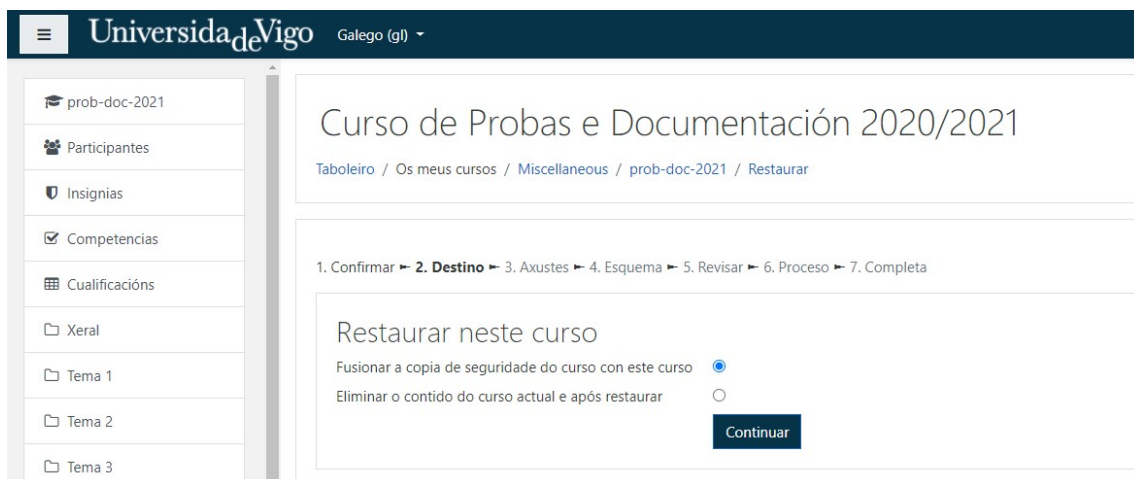 UniversidadeVigo Galego (gl)
prob-doc-2021
Participantes
Insignias
Competencias
Cualificacións
Xeral
Tema 1
Tema 2
Tema 3
Curso de Probas e Documentación 2020/2021
Taboleiro / Os meus cursos / Miscellaneous / prob-doc-2021 / Restaurar
1. Confirmar ► 2. Destino ► 3. Axustes ► 4. Esquema ► 5. Revisar ► 6. Proceso ► 7. Completa
Restaurar neste curso
Fusionar a copia de seguridade do curso con este curso
Eliminar o contido do curso actual e após restaurar
Continuar